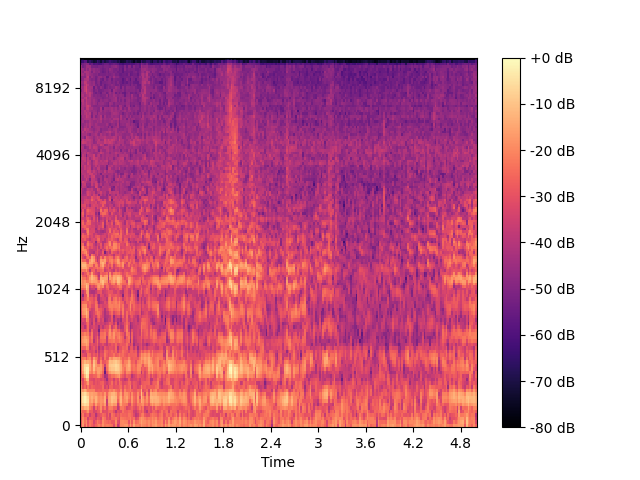 8192
4096
2048
1024
512
0
Hz
0 0.6 1.2 1.8 2.4 3 3.6 4.2 4.8
Time
+0 dB
-10 dB
-20 dB
-30 dB
-40 dB
-50 dB
-60 dB
-70 dB
-80 dB